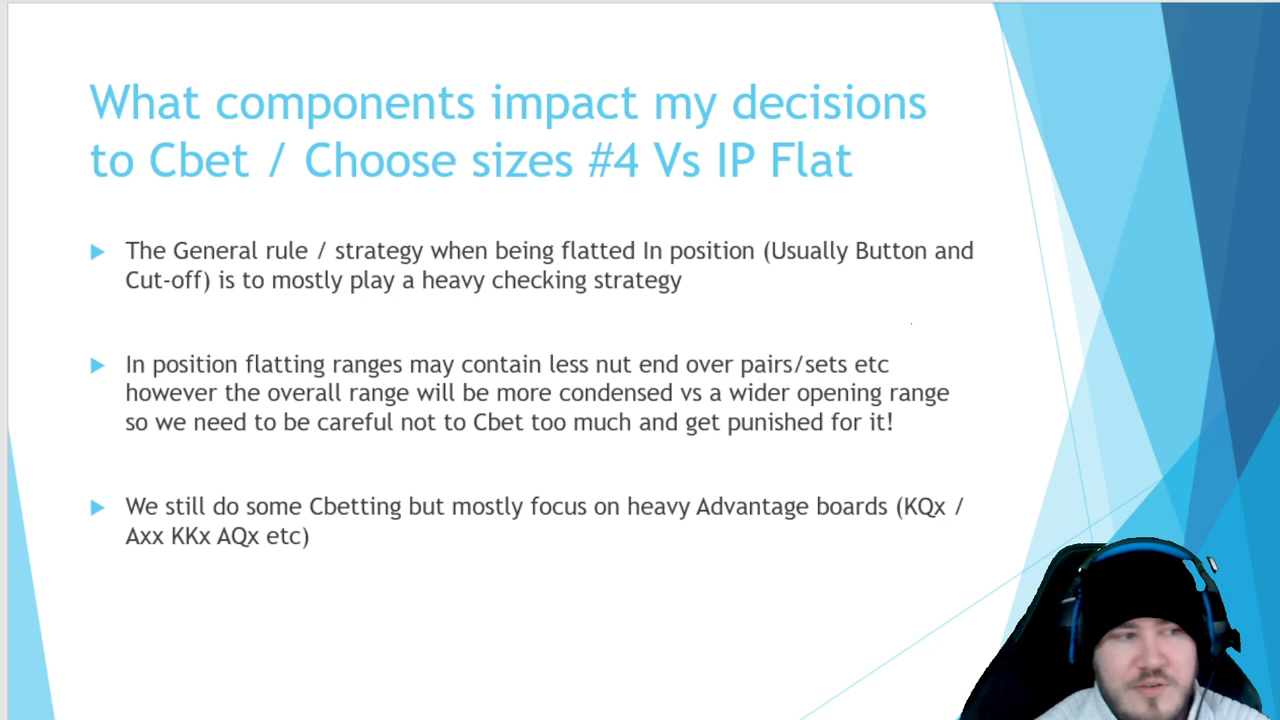 What components impact my decisions
to Cbet / Choose sizes #4 Vs IP Flat
The General rule / strategy when being flatted In position (Usually Button and
Cut-off) is to mostly play a heavy checking strategy
In position flatting ranges may contain less nut end over pairs/sets etc
however the overall range will be more condensed vs a wider opening range
so we need to be careful not to Cbet too much and get punished for it!
We still do some Cbetting but mostly focus on heavy Advantage boards (KQx /
Axx KKx AQx etc)